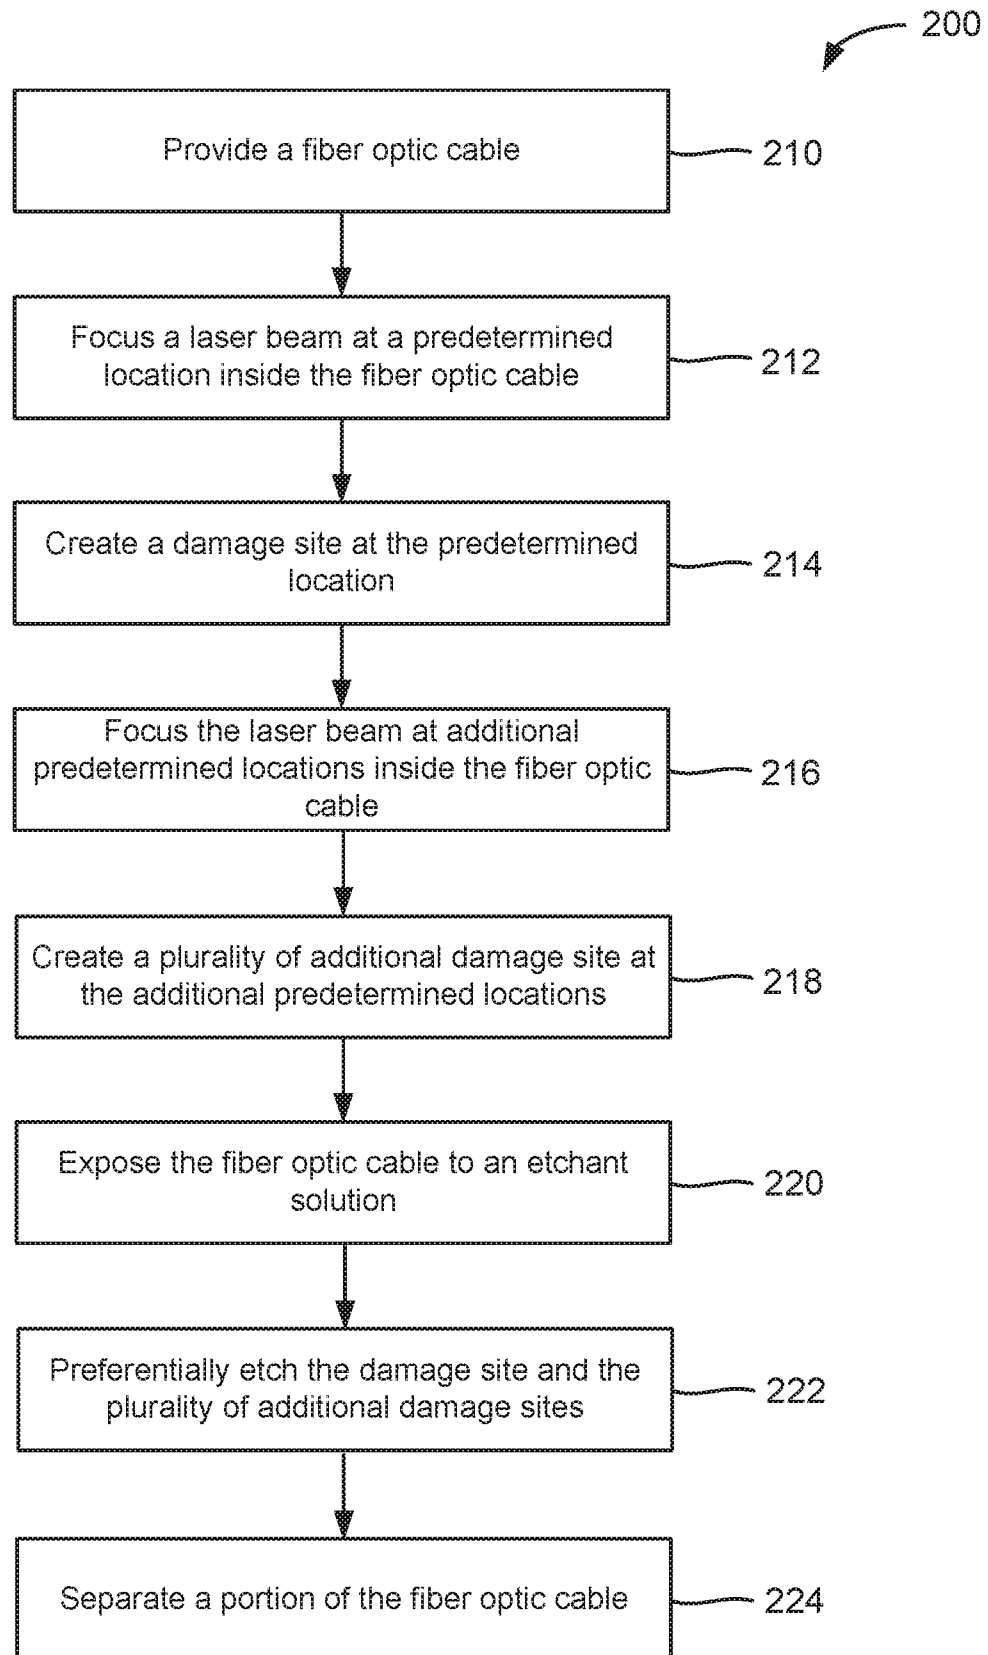 200
Provide a fiber optic cable
210
Focus a laser beam at a predetermined
location inside the fiber optic cable
212
Create a damage site at the predetermined
location
214
Focus the laser beam at additional
predetermined locations inside the fiber optic
cable
216
Create a plurality of additional damage site at
the additional predetermined locations
218
Expose the fiber optic cable to an etchant
solution
220
Preferentially etch the damage site and the
plurality of additional damage sites
222
Separate a portion of the fiber optic cable
224